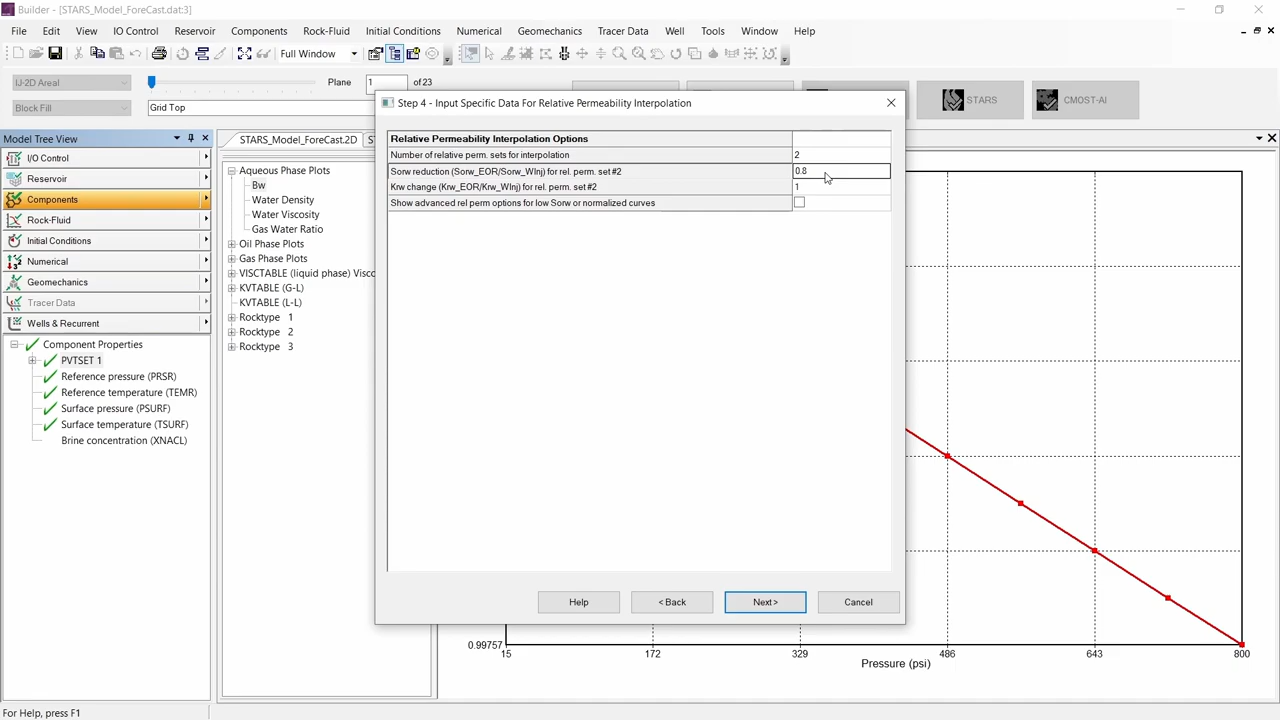 Builder - [STARS_Model_ForeCast.dat:3]
File Edit View IO Control Reservoir Components Rock-Fluid Initial Conditions Numerical Geomechanics Tracer Data Well Tools Window Help
Full Window
IJ-2D Areal
Plane 1 of 23
Block Fill
Grid Top
STARS
CMOST-AI
Model Tree View
I/O Control
Reservoir
Components
Rock-Fluid
Initial Conditions
Numerical
Geomechanics
Tracer Data
Wells & Recurrent
Component Properties
PVTSET 1
Reference pressure (PRSR)
Reference temperature (TEMR)
Surface pressure (PSURF)
Surface temperature (TSURF)
Brine concentration (XNACL)
STARS_Model_ForeCast.2D
Aqueous Phase Plots
Bw
Water Density
Water Viscosity
Gas Water Ratio
Oil Phase Plots
Gas Phase Plots
VISCTABLE (liquid phase) Visco
KVTABLE (G-L)
KVTABLE (L-L)
Rocktype 1
Rocktype 2
Rocktype 3
Step 4 - Input Specific Data For Relative Permeability Interpolation
Relative Permeability Interpolation Options
Number of relative perm. sets for interpolation 2
Sorw reduction (Sorw_EOR/Sorw_WInj) for rel. perm. set #2 0.8
Krw change (Krw_EOR/Krw_WInj) for rel. perm. set #2 1
Show advanced rel perm options for low Sorw or normalized curves
Help < Back Next > Cancel
0.99757
15 172 329 486 643 800
Pressure (psi)
For Help, press F1